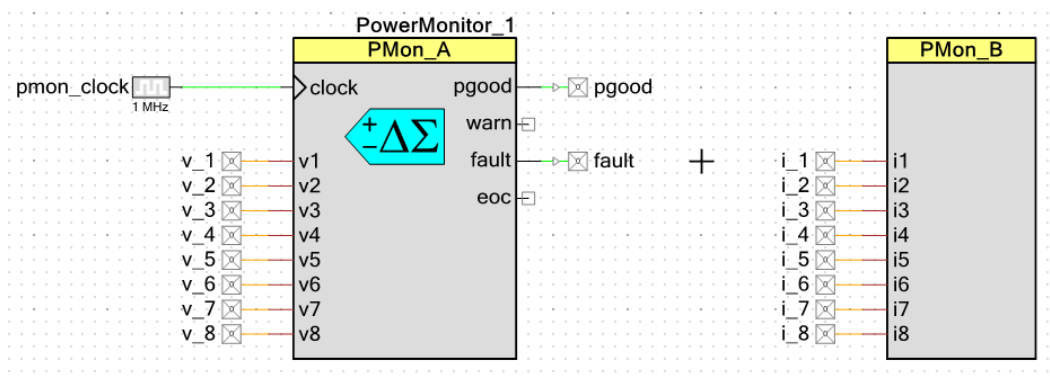 PowerMonitor_1
PMon_A
PMon_B
pmon_clock
1 MHz
clock
pgood
pgood
+
−ΔΣ
warn
fault
fault
eoc
v_1 v1
v_2 v2
v_3 v3
v_4 v4
v_5 v5
v_6 v6
v_7 v7
v_8 v8
i_1 i1
i_2 i2
i_3 i3
i_4 i4
i_5 i5
i_6 i6
i_7 i7
i_8 i8